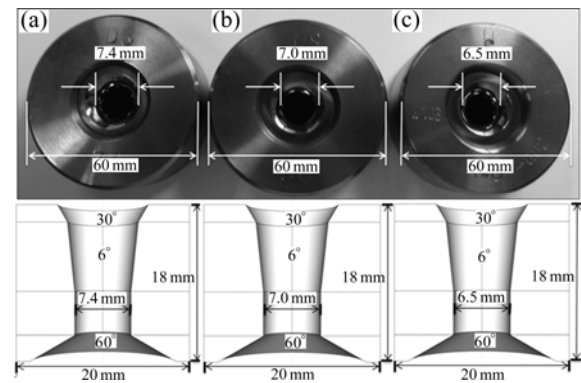 (a) (b) (c)
7.4 mm 7.0 mm 6.5 mm
60 mm 60 mm 60 mm
30° 30° 30°
6° 6° 6°
18 mm 18 mm 18 mm
7.4 mm 7.0 mm 6.5 mm
60° 60° 60°
20 mm 20 mm 20 mm